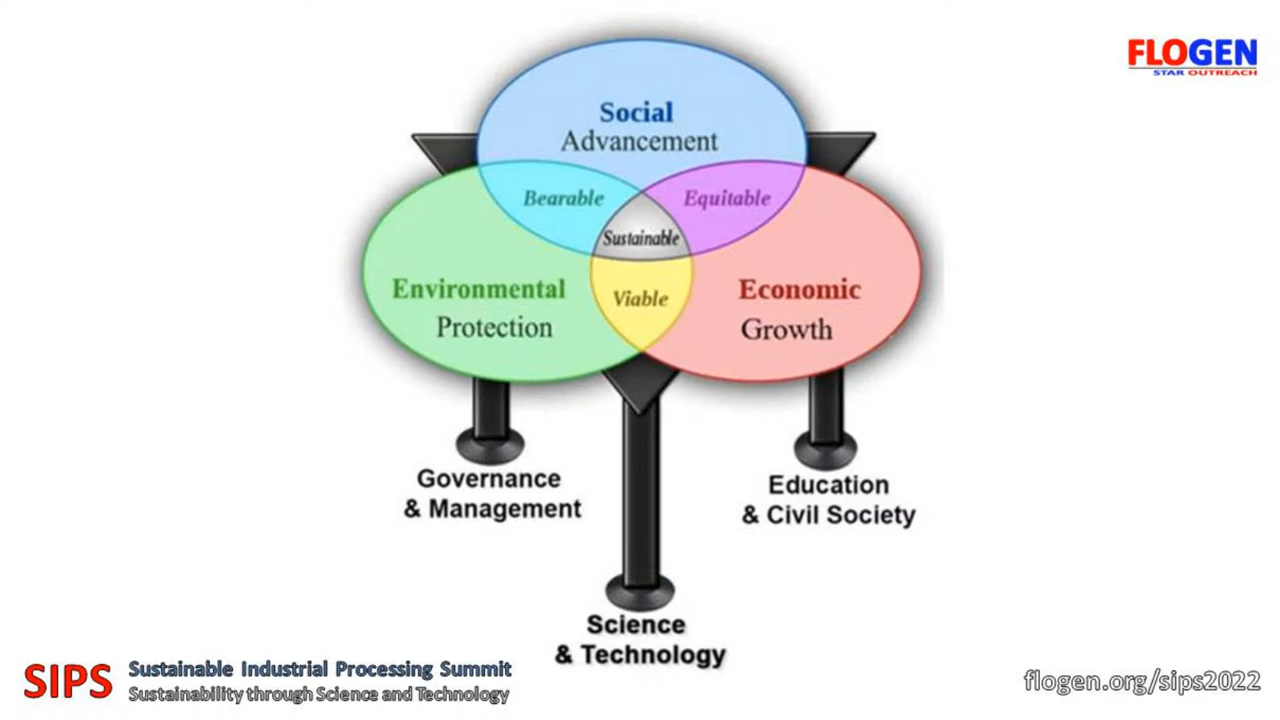 FLOGEN
STAR OUTREACH
Social
Advancement
Bearable
Equitable
Sustainable
Environmental
Protection
Viable
Economic
Growth
Governance
& Management
Education
& Civil Society
Science
& Technology
SIPS
Sustainable Industrial Processing Summit
Sustainability through Science and Technology
flogen.org/sips2022